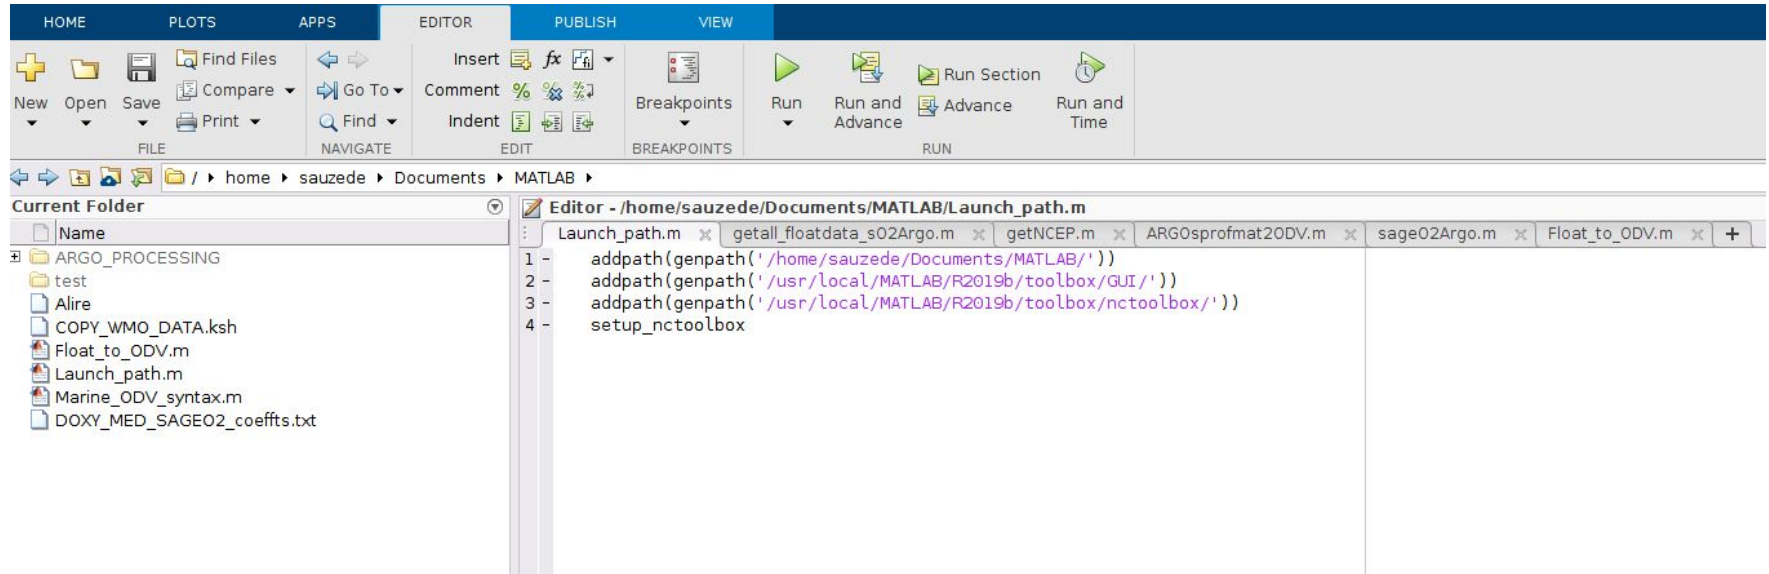 HOME PLOTS APPS EDITOR PUBLISH VIEW
Find Files Insert fx fi
Compare Go To Comment % Run Section
New Open Save Breakpoints Run Run and Advance Run and
Print Find Indent Advance Time
FILE NAVIGATE EDIT BREAKPOINTS RUN
/ home sauzede Documents MATLAB
Current Folder
Name
ARGO_PROCESSING
test
Alire
COPY_WMO_DATA.ksh
Float_to_ODV.m
Launch_path.m
Marine_ODV_syntax.m
DOXY_MED_SAGEO2_coeffts.txt
Editor - /home/sauzede/Documents/MATLAB/Launch_path.m
Launch_path.m getall_floatdata_sO2Argo.m getNCEP.m ARGOsprofmat2ODV.m sageO2Argo.m Float_to_ODV.m +
1 - addpath(genpath('/home/sauzede/Documents/MATLAB/'))
2 - addpath(genpath('/usr/local/MATLAB/R2019b/toolbox/GUI/'))
3 - addpath(genpath('/usr/local/MATLAB/R2019b/toolbox/nctoolbox/'))
4 - setup_nctoolbox